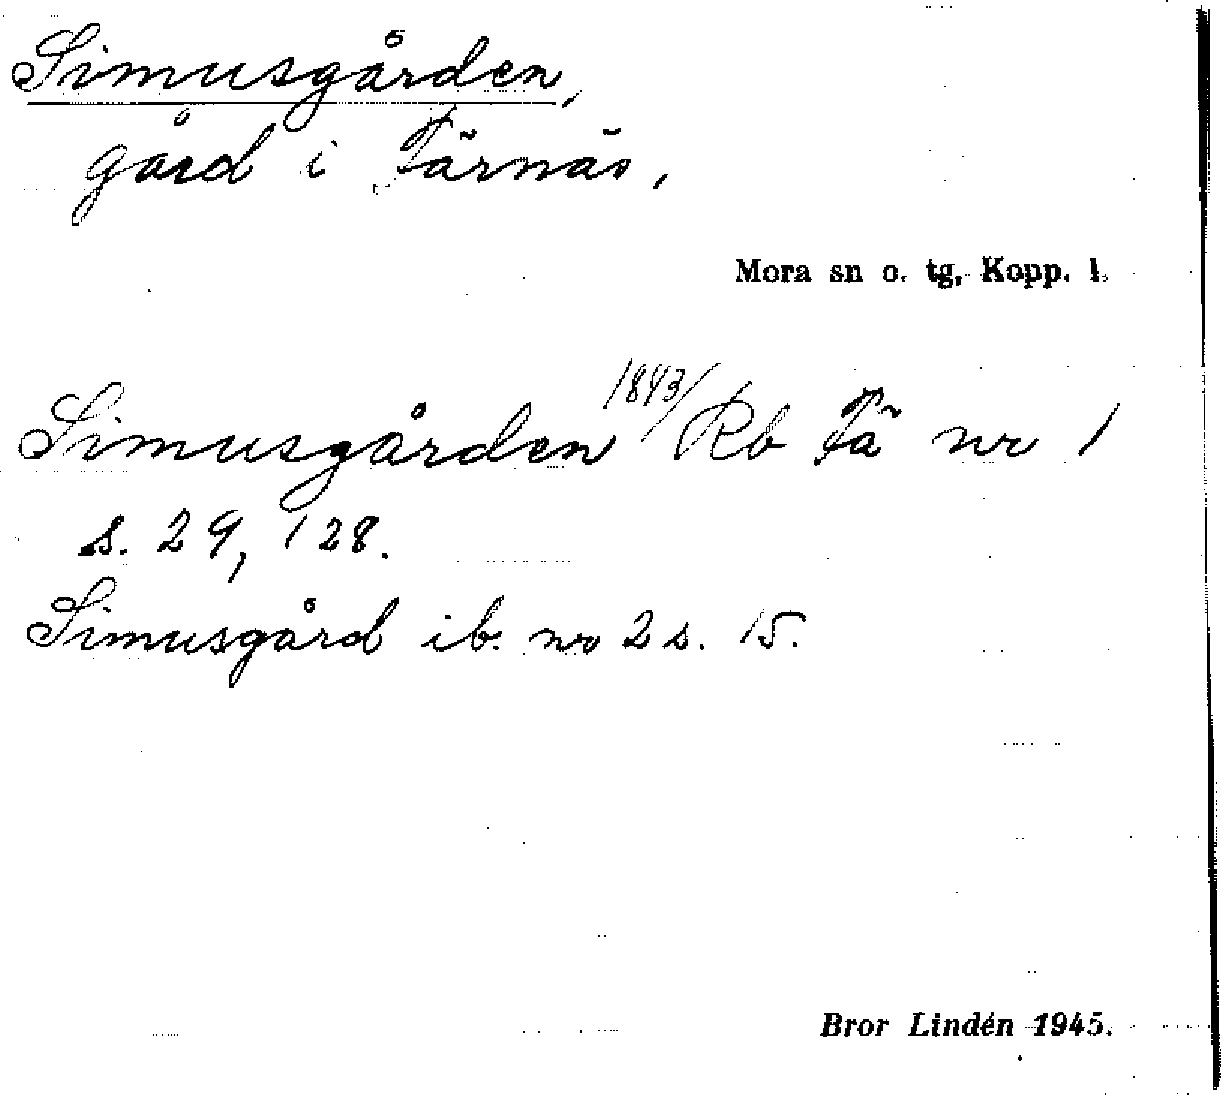 Simusgården,
gård i Färnäs,
Mora sn o. tg, Kopp. l.
Simusgården 1843/ Rb Fä nr 1
s. 29, 128.
Simusgård ib. nr 2 s. 15.
Bror Lindén 1945.